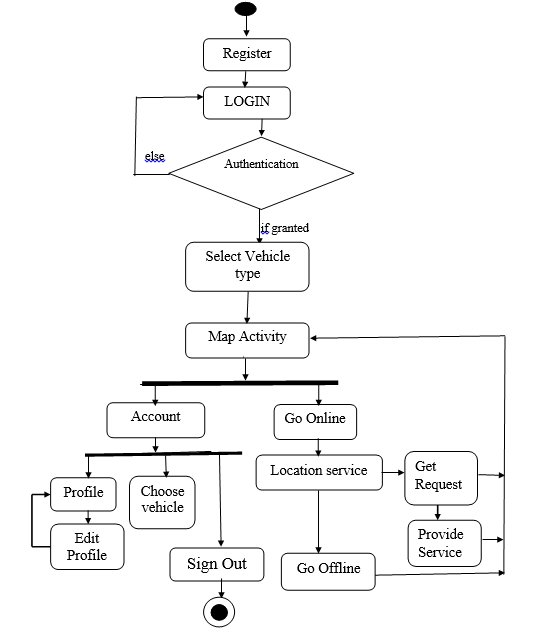 Register
LOGIN
else
Authentication
if granted
Select Vehicle
type
Map Activity
Account
Go Online
Location service
Get
Request
Profile
Choose
vehicle
Edit
Profile
Provide
Service
Sign Out
Go Offline